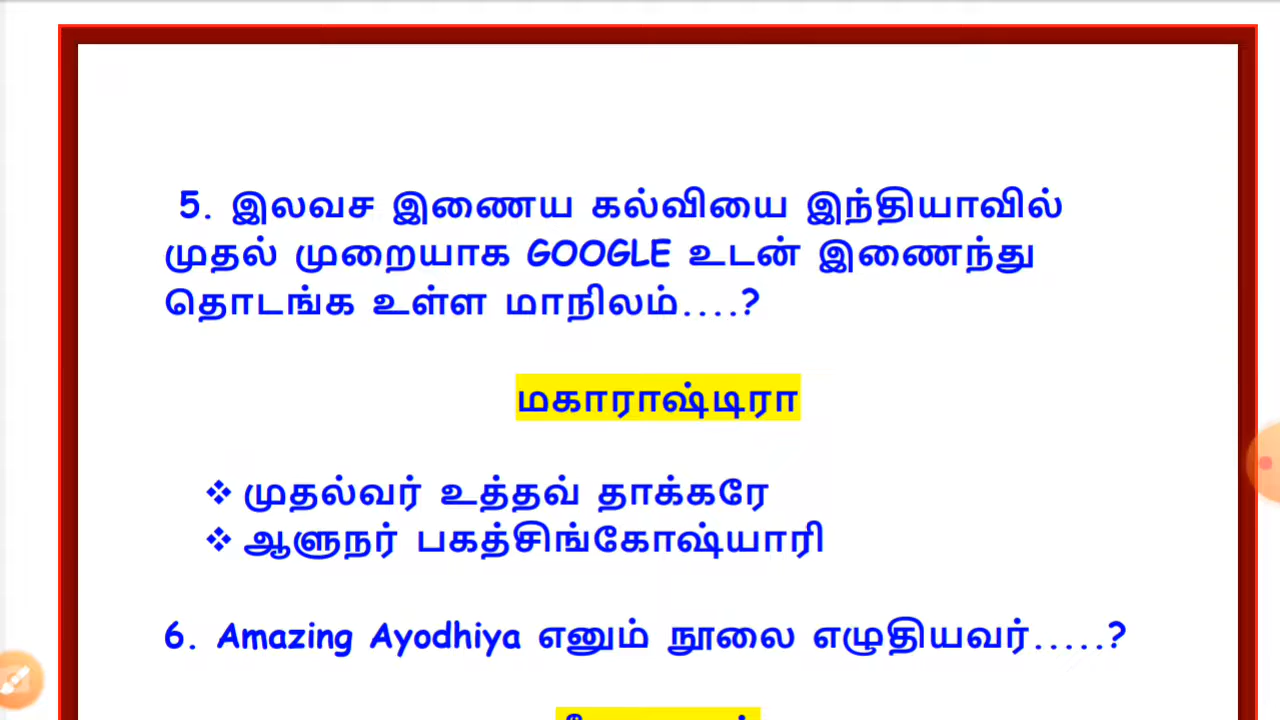 5. இலவச இணைய கல்வியை இந்தியாவில்
முதல் முறையாக GOOGLE உடன் இணைந்து
தொடங்க உள்ள மாநிலம்....?
மகாராஷ்டிரா
❖ முதல்வர் உத்தவ் தாக்கரே
❖ ஆளுநர் பகத்சிங்கோஷ்யாரி
6. Amazing Ayodhiya எனும் நூலை எழுதியவர்.....?